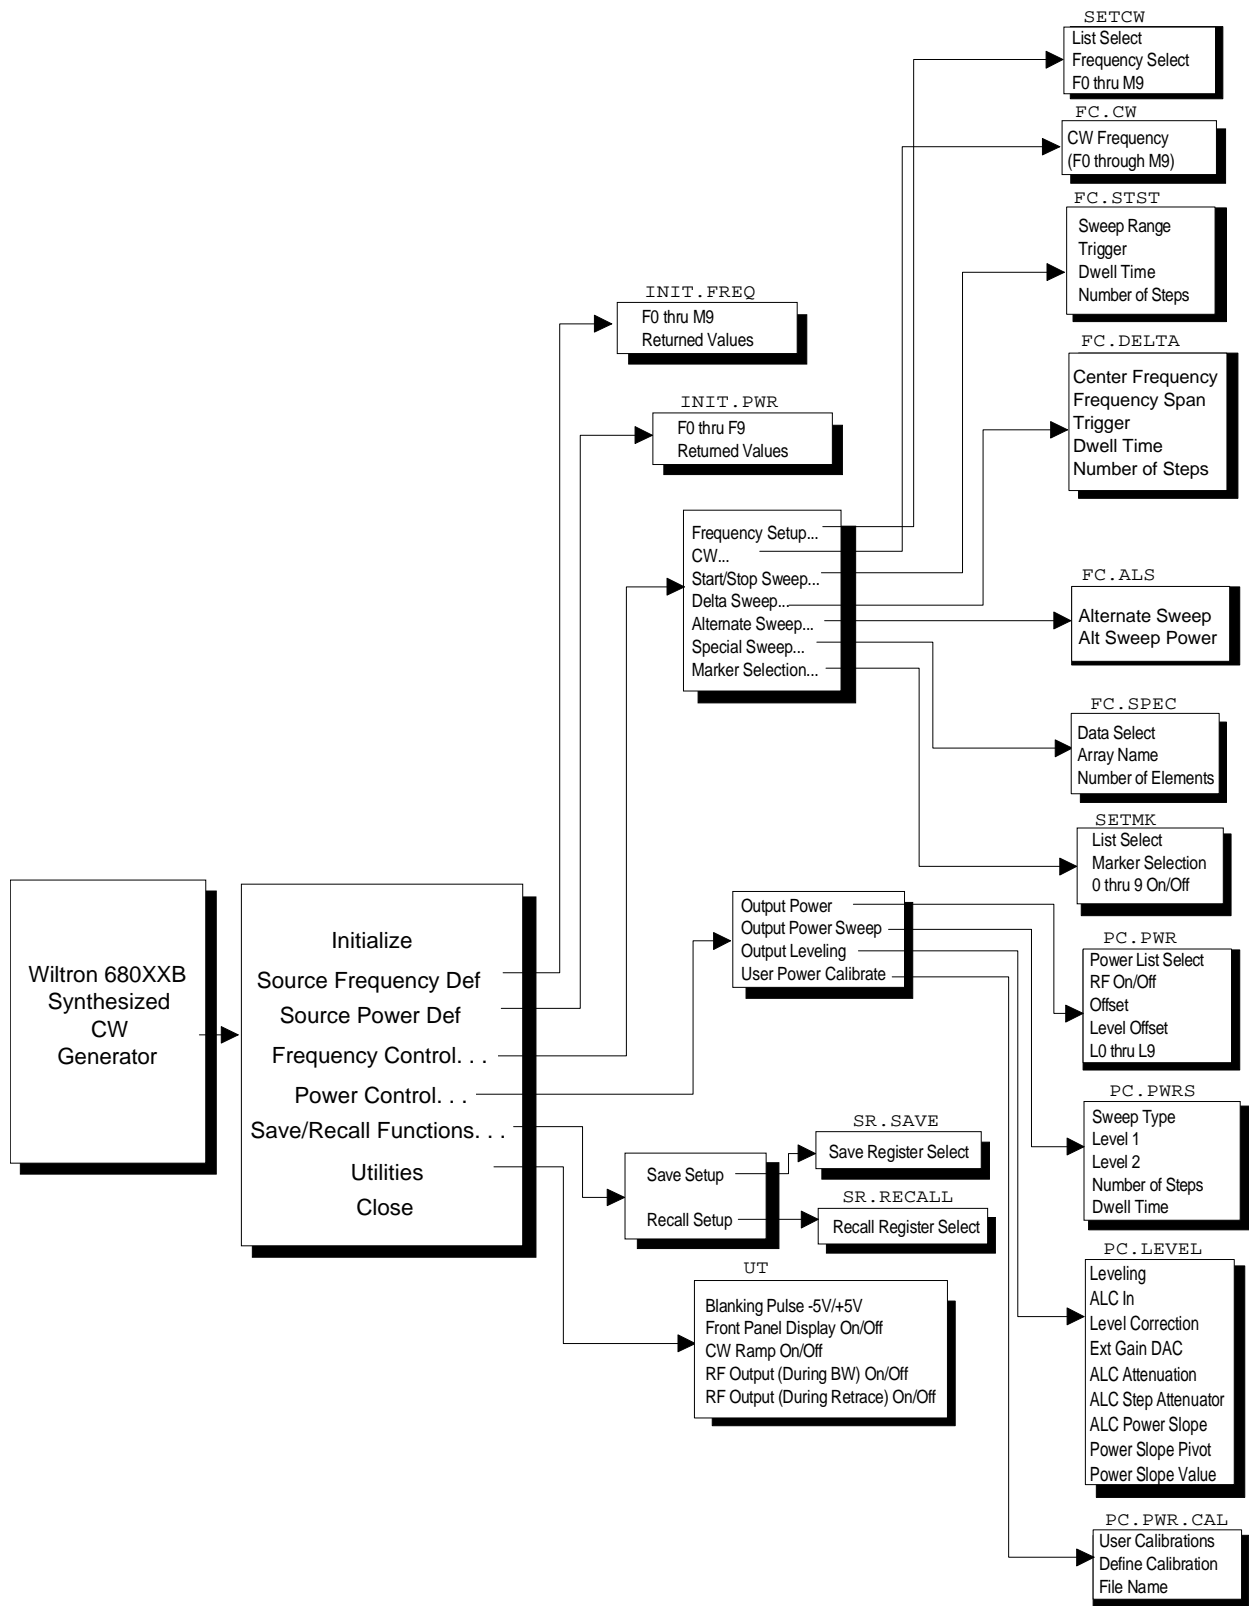 SETCW
List Select
Frequency Select
F0 thru M9
FC.CW
CW Frequency
(F0 through M9)
FC.STST
Sweep Range
Trigger
Dwell Time
Number of Steps
INIT.FREQ
F0 thru M9
Returned Values
FC.DELTA
Center Frequency
Frequency Span
Trigger
Dwell Time
Number of Steps
INIT.PWR
F0 thru F9
Returned Values
Frequency Setup...
CW...
Start/Stop Sweep...
Delta Sweep...
Alternate Sweep...
Special Sweep...
Marker Selection...
FC.ALS
Alternate Sweep
Alt Sweep Power
FC.SPEC
Data Select
Array Name
Number of Elements
SETMK
List Select
Marker Selection
0 thru 9 On/Off
Wiltron 680XXB
Synthesized
CW
Generator
Initialize
Source Frequency Def
Source Power Def
Frequency Control. . .
Power Control. . .
Save/Recall Functions. . .
Utilities
Close
Output Power
Output Power Sweep
Output Leveling
User Power Calibrate
PC.PWR
Power List Select
RF On/Off
Offset
Level Offset
L0 thru L9
PC.PWRS
Sweep Type
Level 1
Level 2
Number of Steps
Dwell Time
Save Setup
Recall Setup
SR.SAVE
Save Register Select
SR.RECALL
Recall Register Select
UT
Blanking Pulse -5V/+5V
Front Panel Display On/Off
CW Ramp On/Off
RF Output (During BW) On/Off
RF Output (During Retrace) On/Off
PC.LEVEL
Leveling
ALC In
Level Correction
Ext Gain DAC
ALC Attenuation
ALC Step Attenuator
ALC Power Slope
Power Slope Pivot
Power Slope Value
PC.PWR.CAL
User Calibrations
Define Calibration
File Name